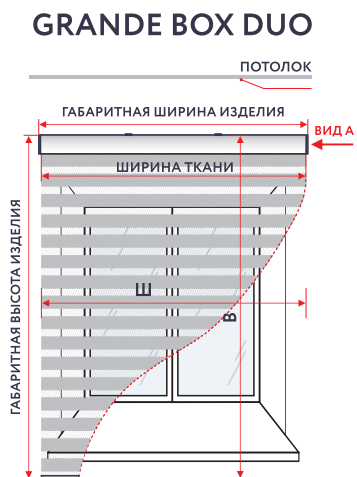 GRANDE BOX DUO
ПОТОЛОК
ГАБАРИТНАЯ ШИРИНА ИЗДЕЛИЯ
ВИД А
ШИРИНА ТКАНИ
ГАБАРИТНАЯ ВЫСОТА ИЗДЕЛИЯ
Ш
В